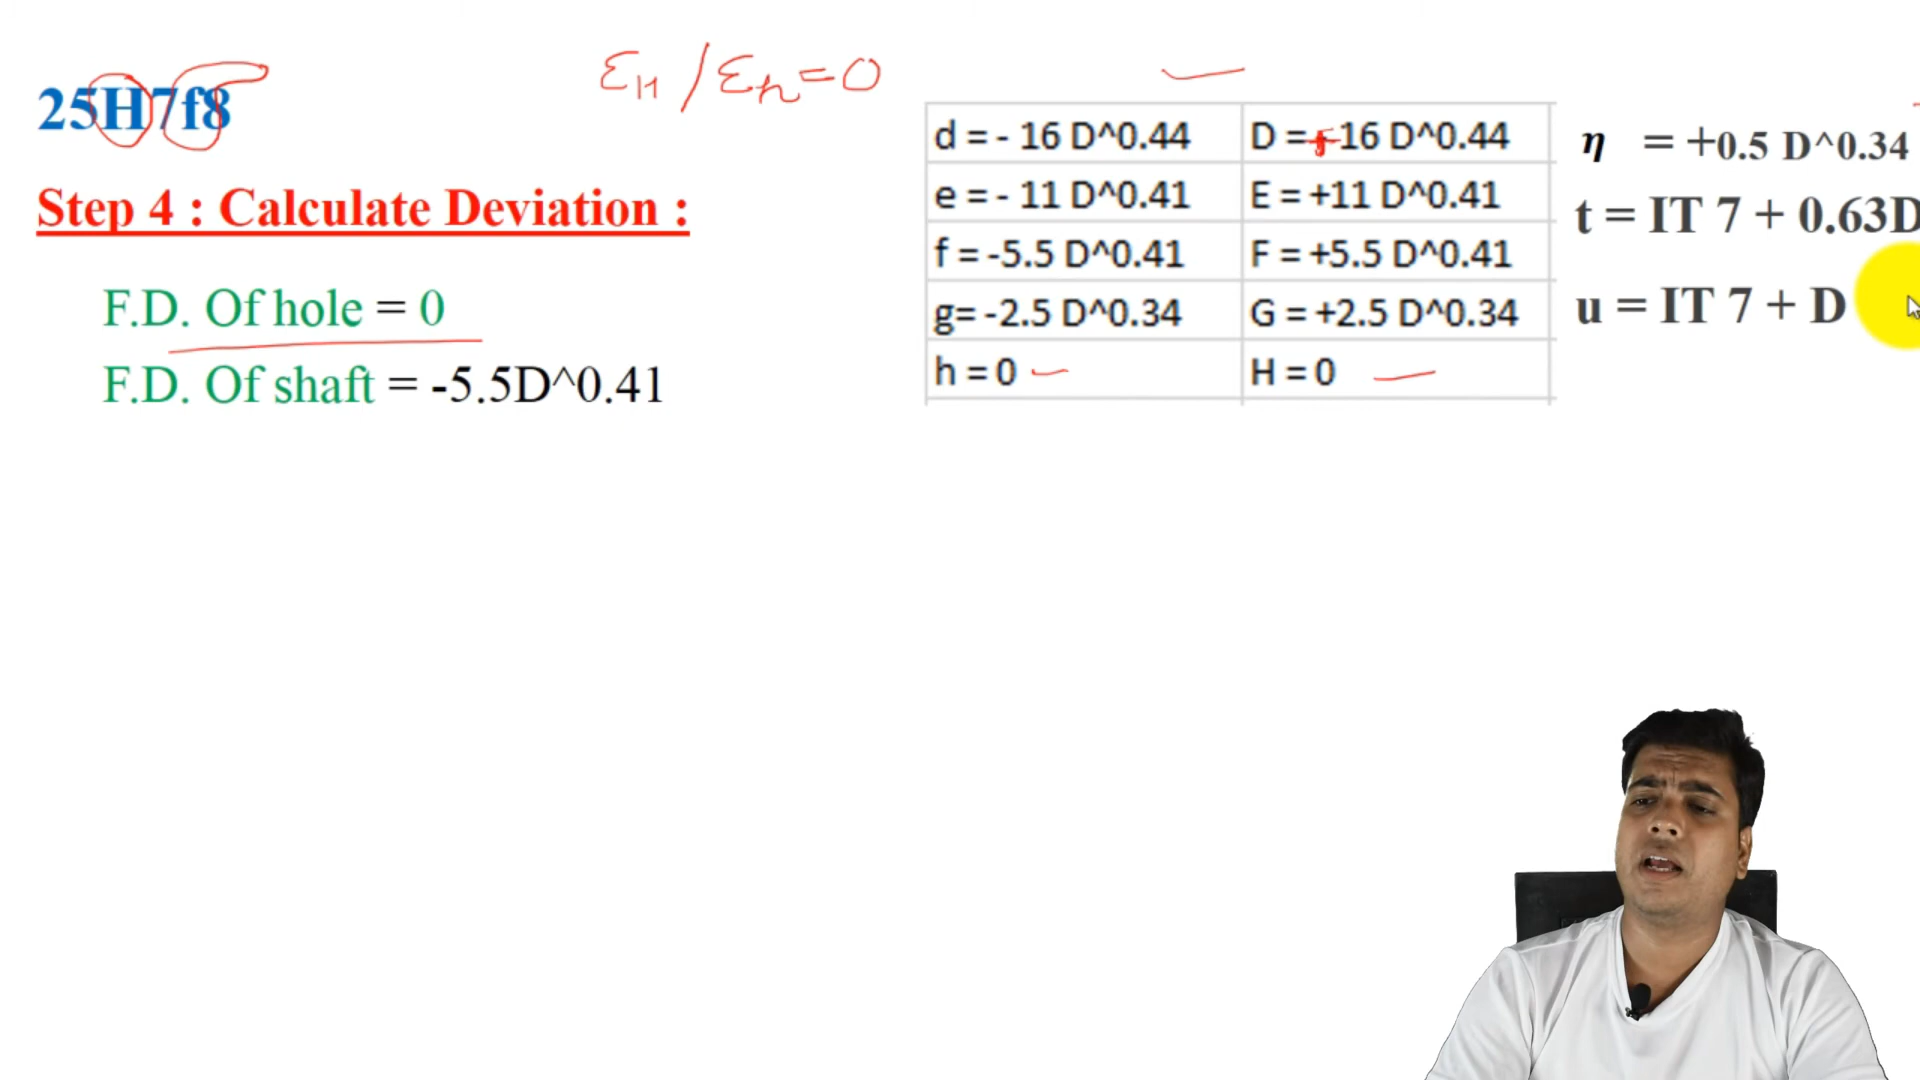 25H7f8
εH / εh = 0
Step 4 : Calculate Deviation :
F.D. Of hole = 0
F.D. Of shaft = -5.5D^0.41
d = - 16 D^0.44 D = +16 D^0.44
e = - 11 D^0.41 E = +11 D^0.41
f = -5.5 D^0.41 F = +5.5 D^0.41
g= -2.5 D^0.34 G = +2.5 D^0.34
h = 0 H = 0
η = +0.5 D^0.34
t = IT 7 + 0.63D
u = IT 7 + D